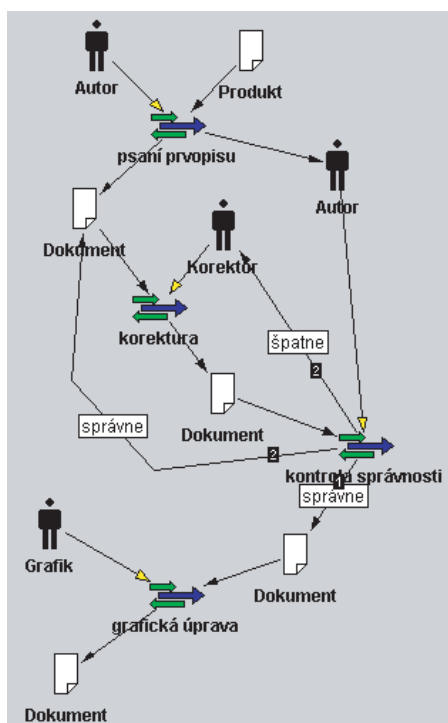 Autor
Produkt
psaní prvopisu
Autor
Dokument
Korektor
korektura
špatne
2
Dokument
správne
2
kontrola správnosti
1
správne
Grafik
Dokument
grafická úprava
Dokument